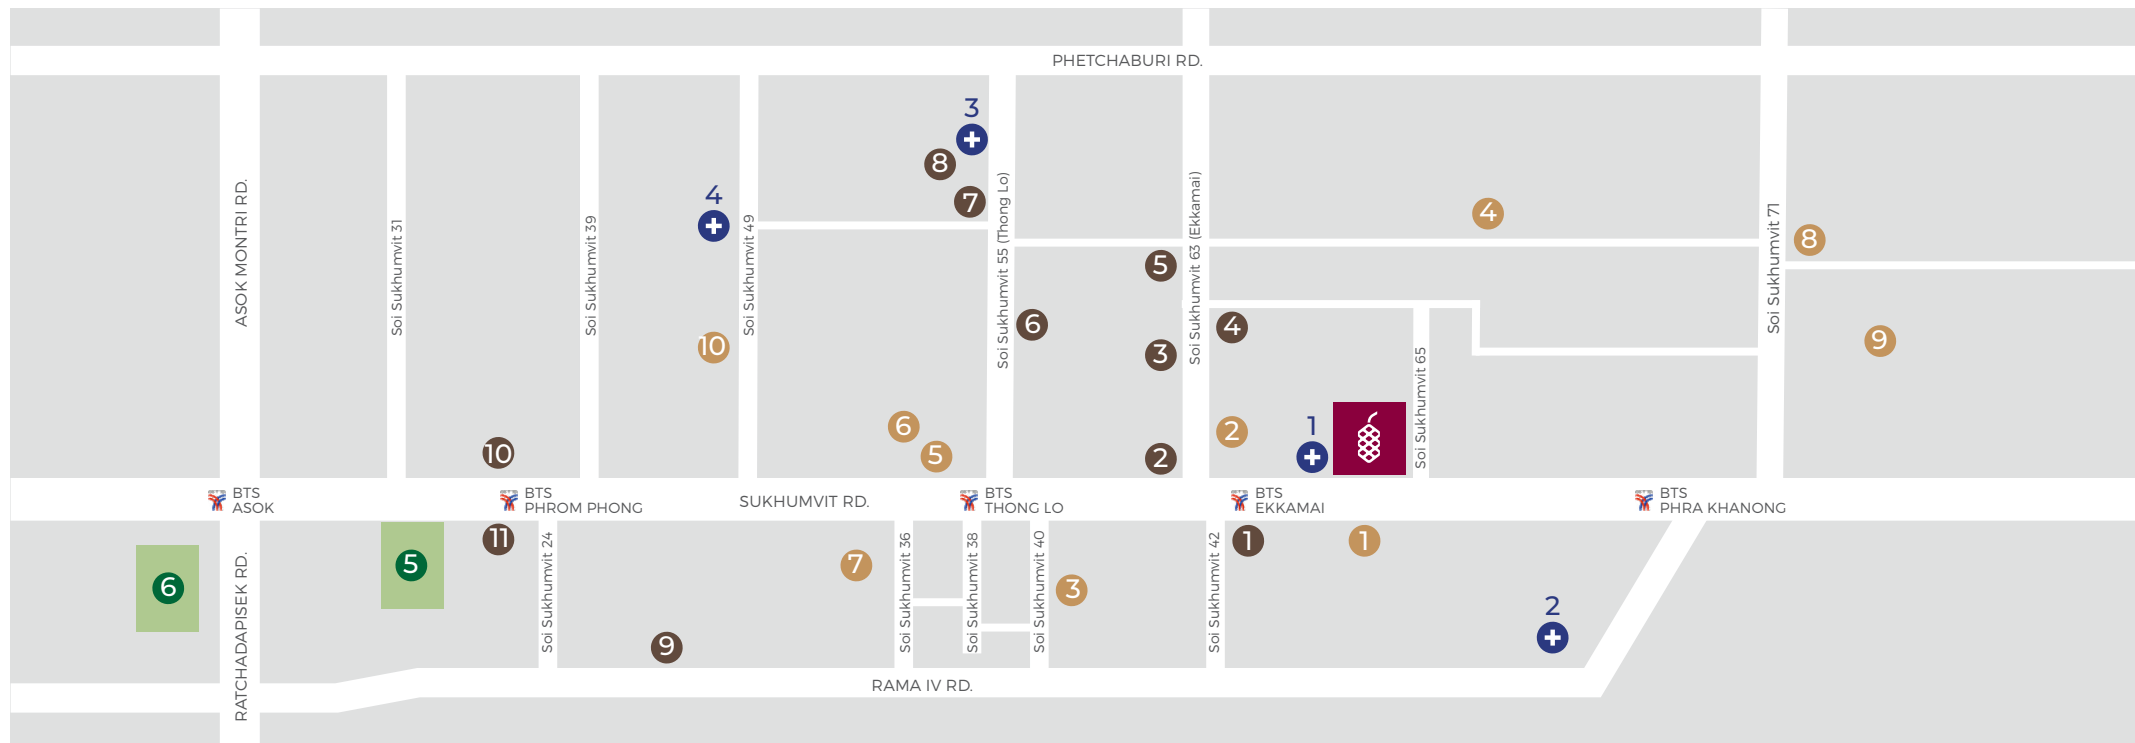 PHETCHABURI RD.
3
8
7
4
4
8
5
6
4
3
10
9
ASOK MONTRI RD.
Soi Sukhumvit 31
Soi Sukhumvit 39
Soi Sukhumvit 49
Soi Sukhumvit 55 (Thong Lo)
Soi Sukhumvit 63 (Ekkamai)
Soi Sukhumvit 65
Soi Sukhumvit 71
10
6
5
2
2
1
BTS
ASOK
BTS
PHROM PHONG
SUKHUMVIT RD.
BTS
THONG LO
BTS
EKKAMAI
BTS
PHRA KHANONG
6
5
11
7
3
1
1
2
9
RATCHADAPISEK RD.
Soi Sukhumvit 24
Soi Sukhumvit 36
Soi Sukhumvit 38
Soi Sukhumvit 40
Soi Sukhumvit 42
RAMA IV RD.